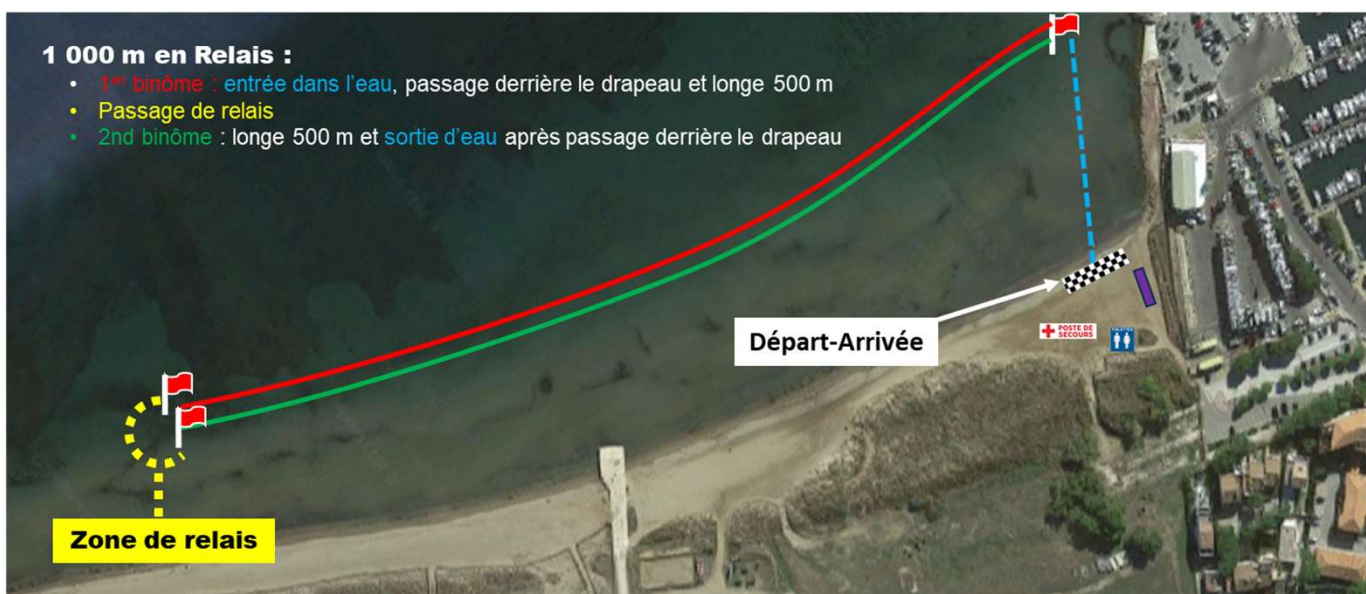 1 000 m en Relais :
• 1er binôme : entrée dans l'eau, passage derrière le drapeau et longe 500 m
• Passage de relais
• 2nd binôme : longe 500 m et sortie d'eau après passage derrière le drapeau
Départ-Arrivée
POSTE DE
SECOURS
TOILETTES
Zone de relais